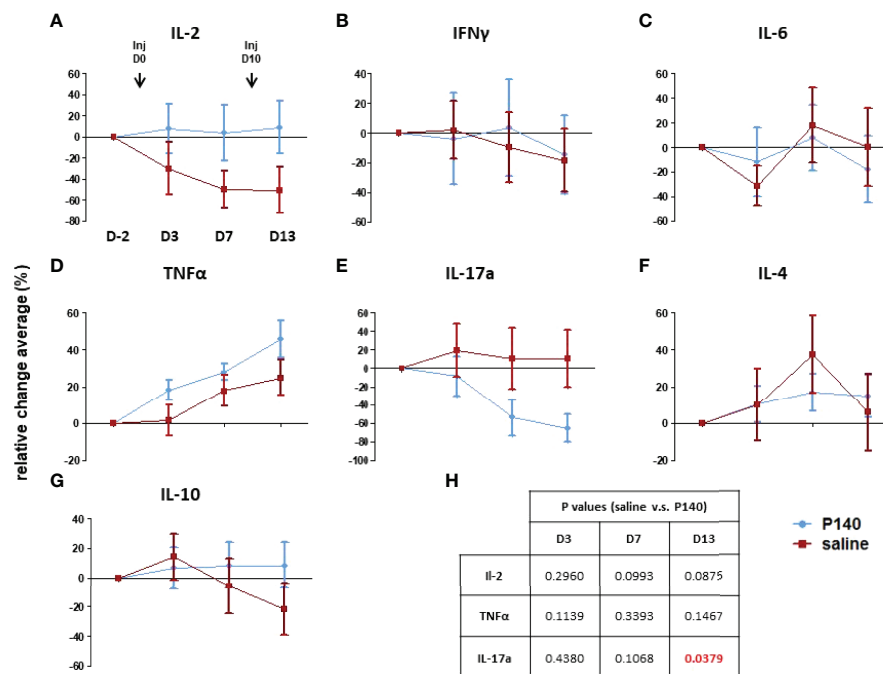 A
IL-2
Inj
D0
Inj
D10
60
40
20
0
-20
-40
-60
-80
D-2 D3 D7 D13
B
IFNγ
60
40
20
0
-20
-40
-60
C
IL-6
60
40
20
0
-20
-40
-60
relative change average (%)
D
TNFα
60
40
20
0
-20
E
IL-17a
60
40
20
0
-20
-40
-60
-80
-100
F
IL-4
60
40
20
0
-20
G
IL-10
40
20
0
-20
-40
-60
H
P values (saline v.s. P140)
D3 D7 D13
Il-2 0.2960 0.0993 0.0875
TNFα 0.1139 0.3393 0.1467
IL-17a 0.4380 0.1068 0.0379
P140
saline